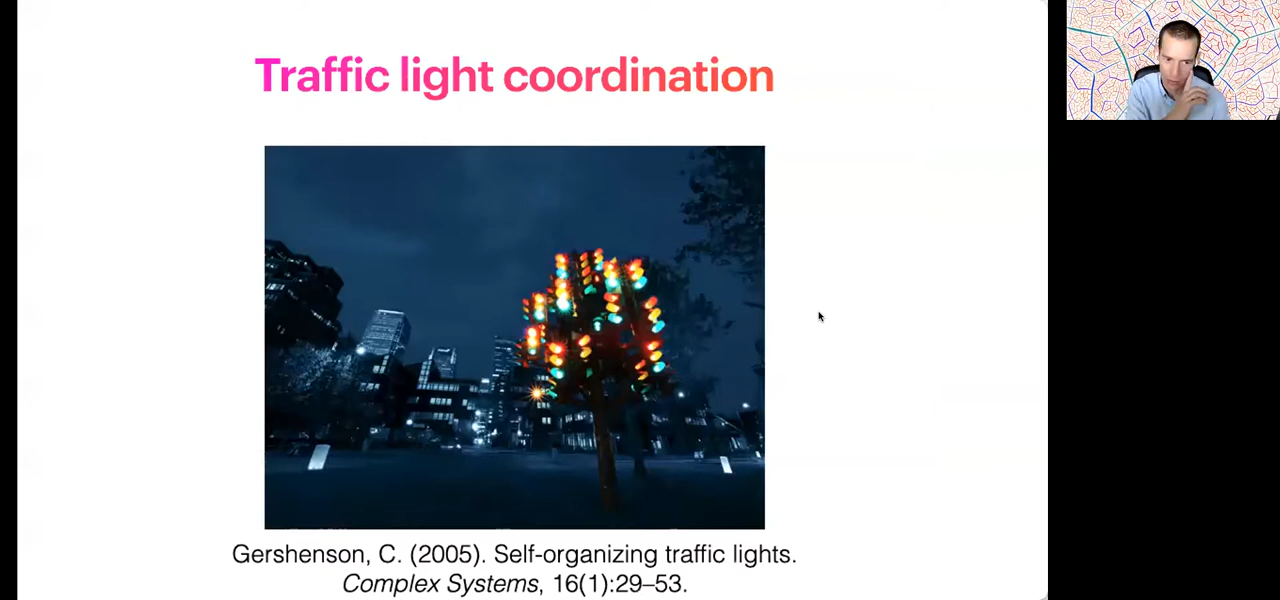 Traffic light coordination
Gershenson, C. (2005). Self-organizing traffic lights.
Complex Systems, 16(1):29–53.